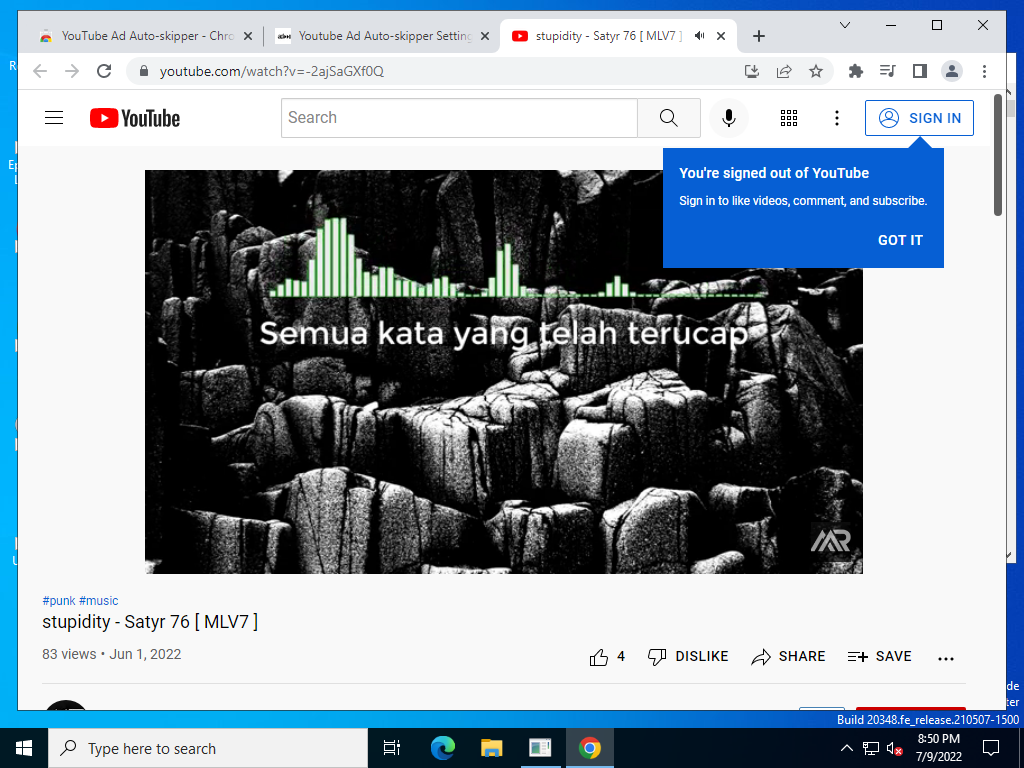 YouTube Ad Auto-skipper - Chro
Youtube Ad Auto-skipper Setting
stupidity - Satyr 76 [ MLV7 ]
youtube.com/watch?v=-2ajSaGXf0Q
YouTube
Search
SIGN IN
You're signed out of YouTube
Sign in to like videos, comment, and subscribe.
GOT IT
Semua kata yang telah terucap
MR
#punk #music
stupidity - Satyr 76 [ MLV7 ]
83 views • Jun 1, 2022
4
DISLIKE
SHARE
SAVE
Build 20348.fe_release.210507-1500
Type here to search
8:50 PM
7/9/2022